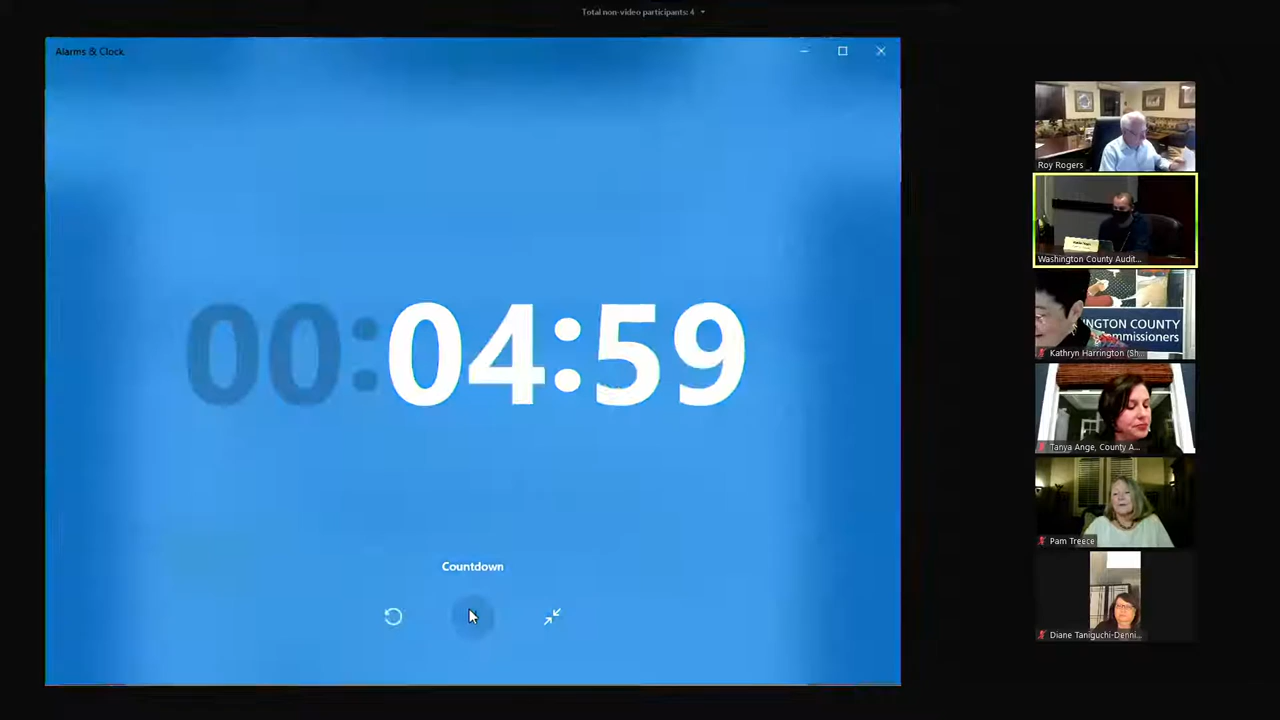 Total non-video participants: 4
Alarms & Clock
00:04:59
Countdown
Roy Rogers
Washington County Audit...
NGTON COUNTY
ommissioners
Kathryn Harrington (Sh...
Tanya Ange, County A...
Pam Treece
Diane Taniguchi-Denni...